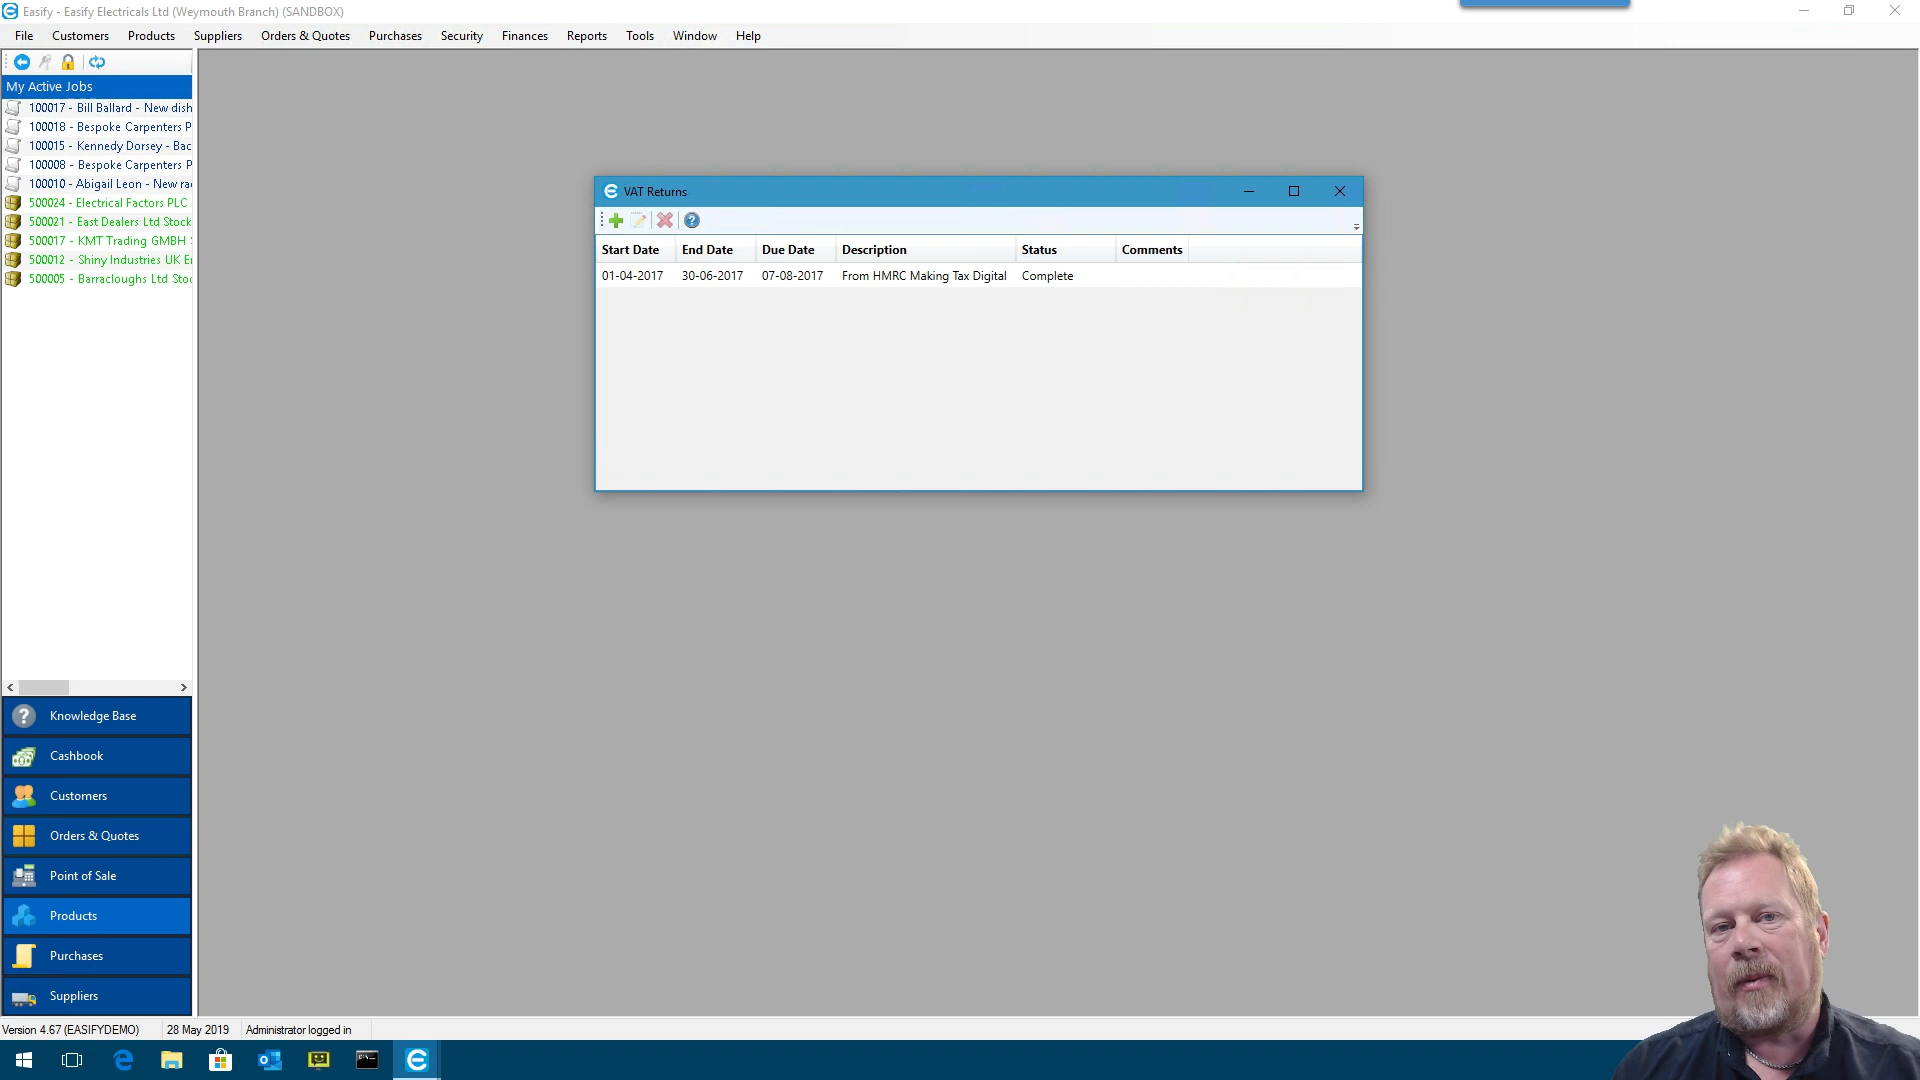 Easify - Easify Electricals Ltd (Weymouth Branch) (SANDBOX)
File Customers Products Suppliers Orders & Quotes Purchases Security Finances Reports Tools Window Help
My Active Jobs
100017 - Bill Ballard - New dish
100018 - Bespoke Carpenters P
100015 - Kennedy Dorsey - Bac
100008 - Bespoke Carpenters P
100010 - Abigail Leon - New ra
500024 - Electrical Factors PLC
500021 - East Dealers Ltd Stock
500017 - KMT Trading GMBH
500012 - Shiny Industries UK E
500005 - Barracloughs Ltd Stoc
VAT Returns
Start Date End Date Due Date Description Status Comments
01-04-2017 30-06-2017 07-08-2017 From HMRC Making Tax Digital Complete
Knowledge Base
Cashbook
Customers
Orders & Quotes
Point of Sale
Products
Purchases
Suppliers
Version 4.67 (EASIFYDEMO) 28 May 2019 Administrator logged in